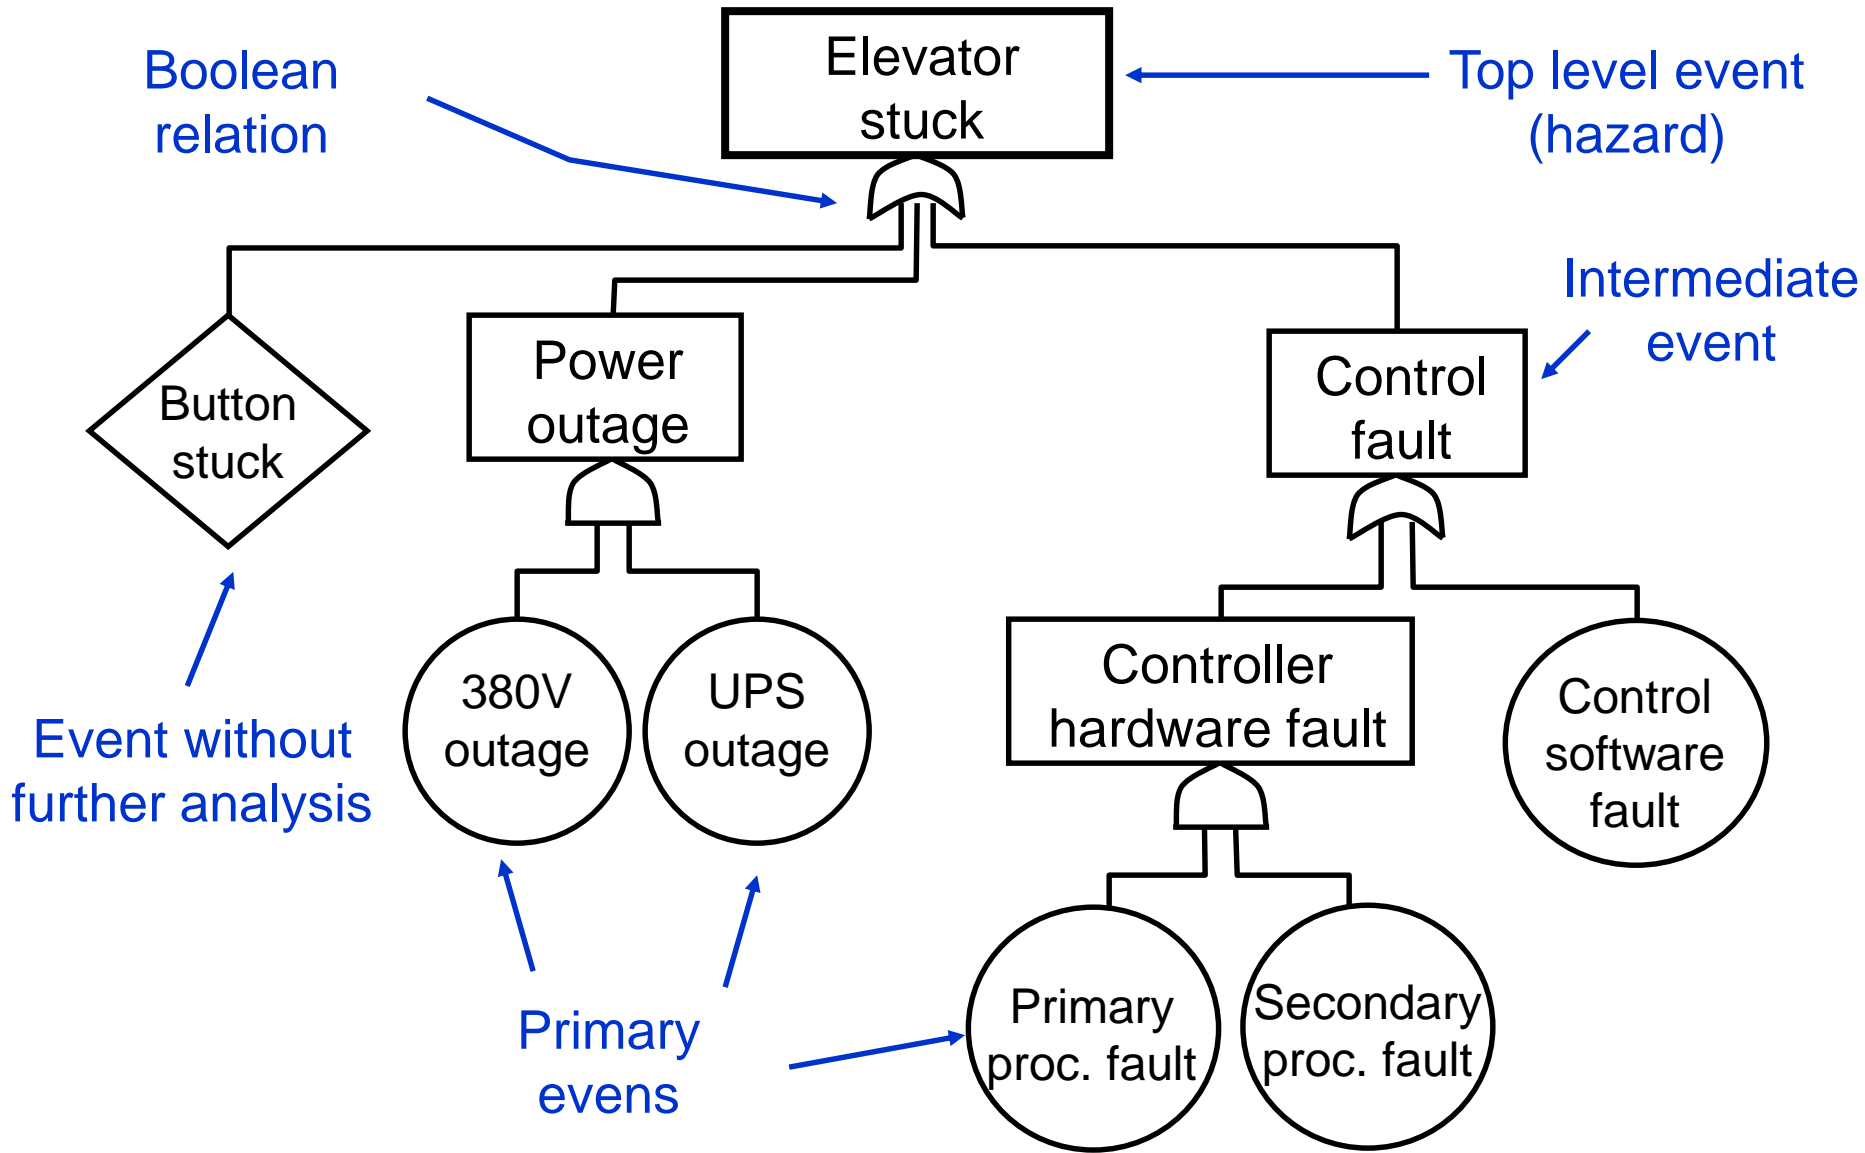 Elevator
stuck
Boolean
relation
Top level event
(hazard)
Intermediate
event
Button
stuck
Power
outage
Control
fault
380V
outage
UPS
outage
Controller
hardware fault
Control
software
fault
Event without
further analysis
Primary
evens
Primary
proc. fault
Secondary
proc. fault